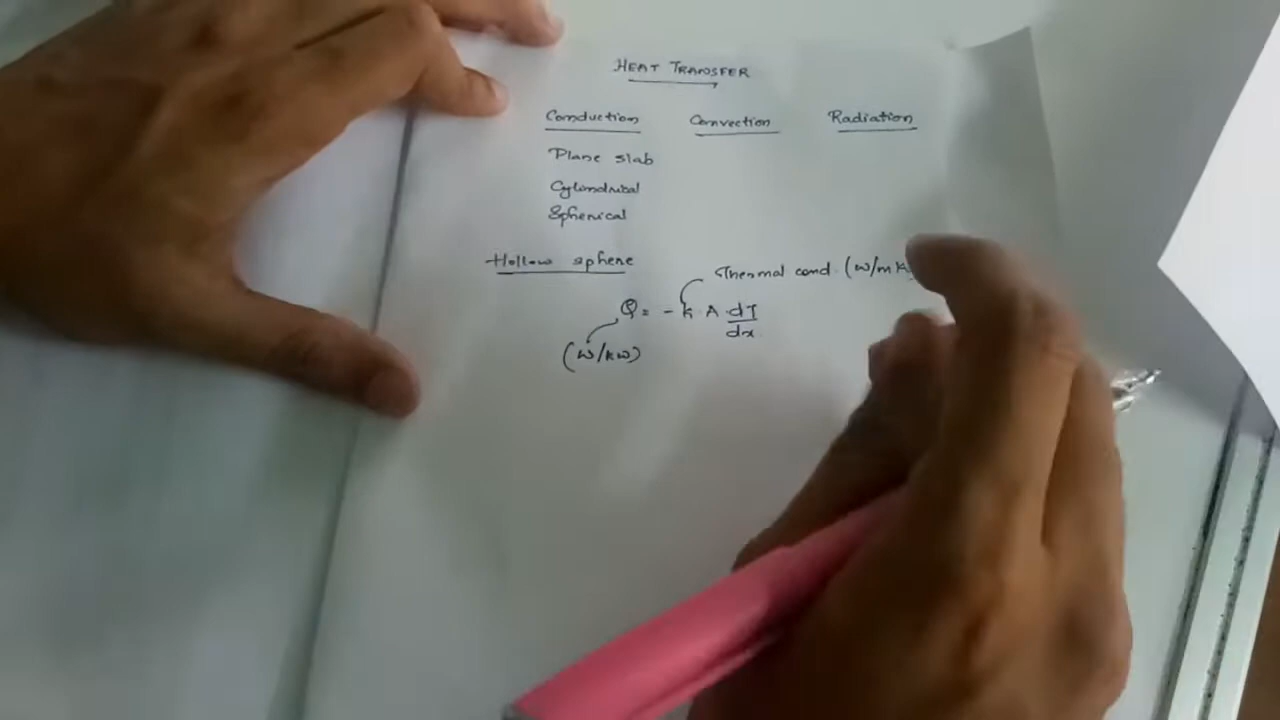 HEAT TRANSFER
Conduction Convection Radiation
Plane slab
Cylindrical
Spherical
Hollow sphere
Thermal cond. (W/mK
Q = - k A dT/dx
(W/KW)